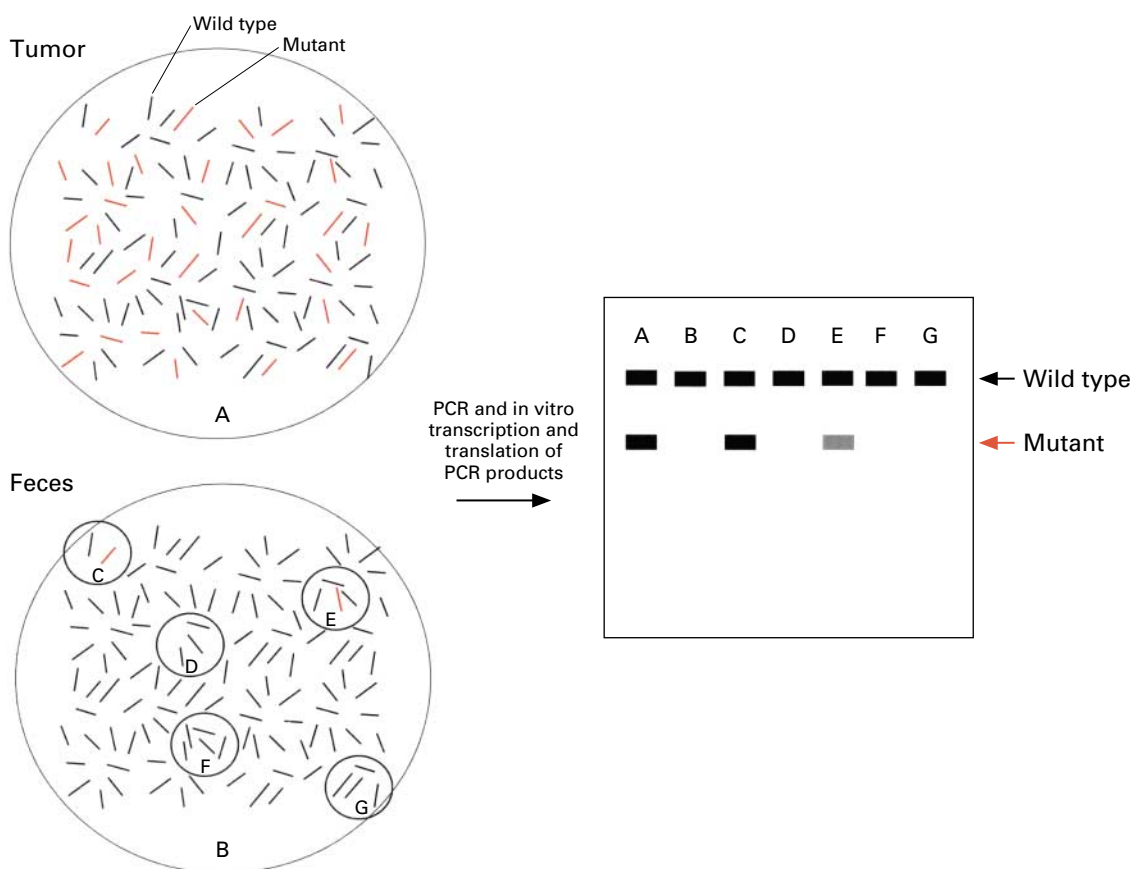 Wild type
Mutant
Tumor
A
PCR and in vitro
transcription and
translation of
PCR products
Feces
C
E
D
F
G
B
A B C D E F G
Wild type
Mutant